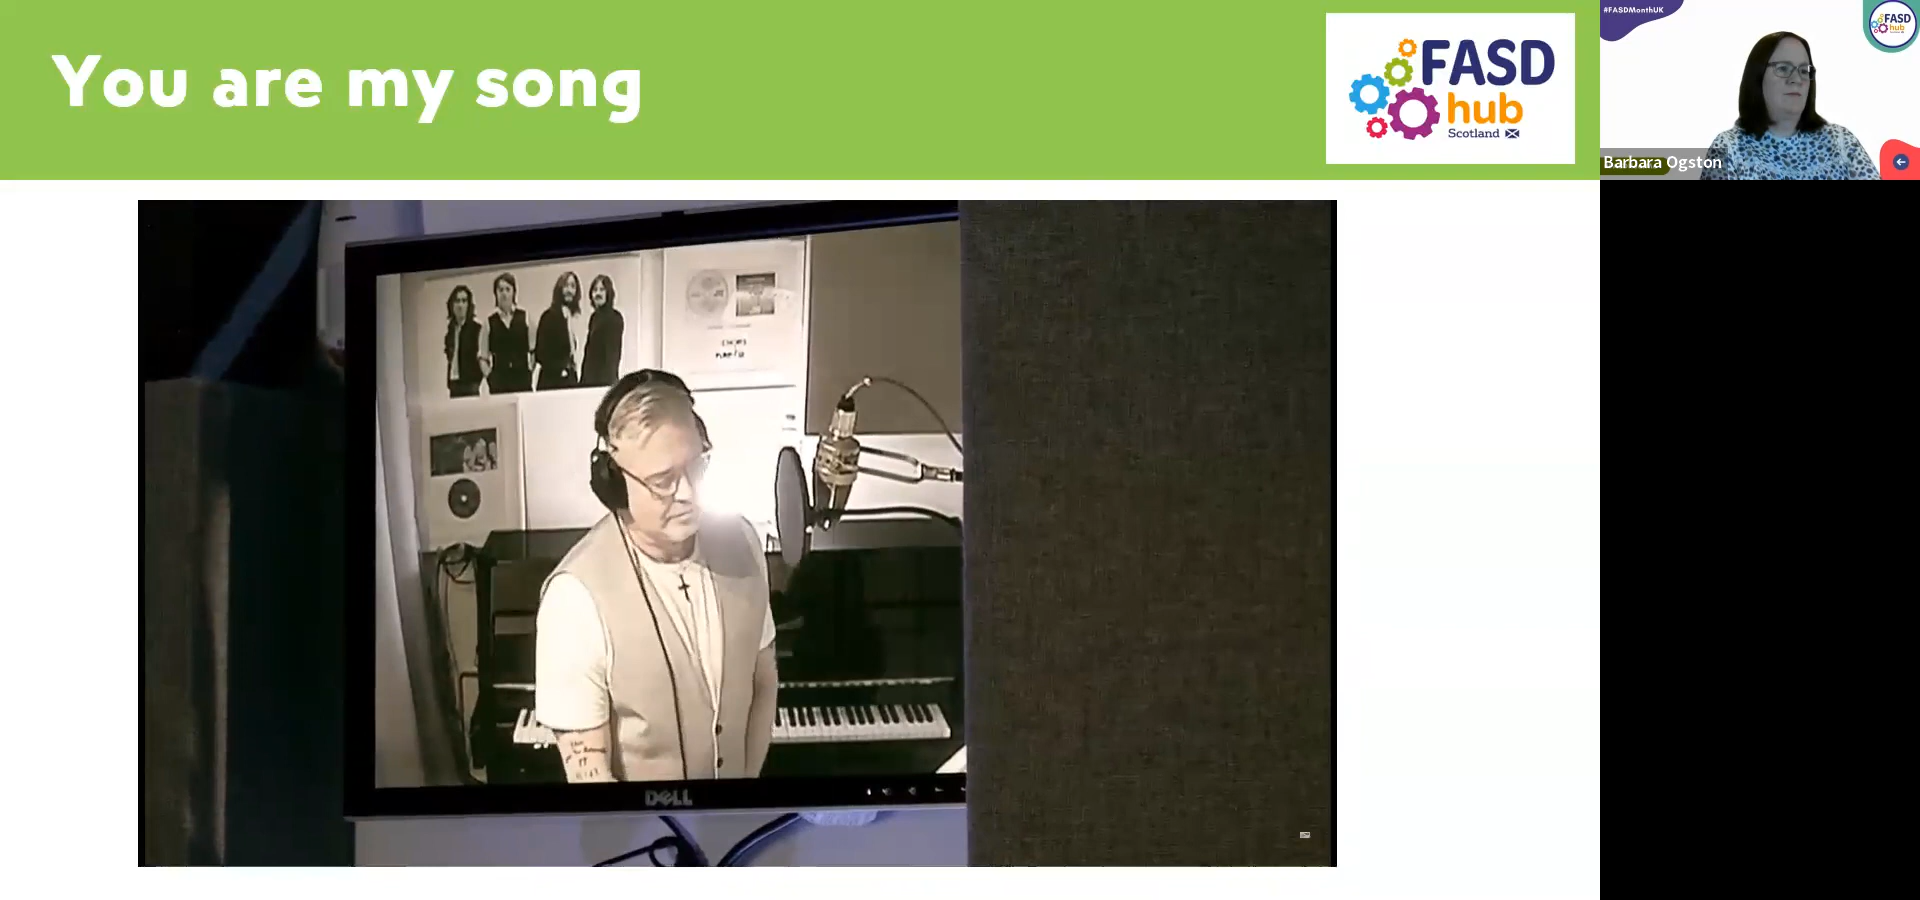 You are my song
FASD
hub
Scotland
#FASDMonthUK
FASD
hub
Barbara Ogston
DELL